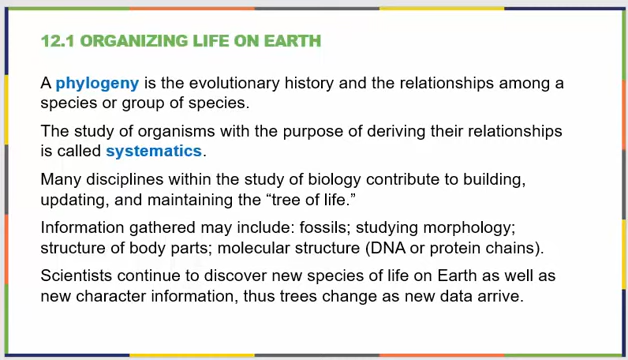 12.1 ORGANIZING LIFE ON EARTH
A phylogeny is the evolutionary history and the relationships among a
species or group of species.
The study of organisms with the purpose of deriving their relationships
is called systematics.
Many disciplines within the study of biology contribute to building,
updating, and maintaining the “tree of life.”
Information gathered may include: fossils; studying morphology;
structure of body parts; molecular structure (DNA or protein chains).
Scientists continue to discover new species of life on Earth as well as
new character information, thus trees change as new data arrive.